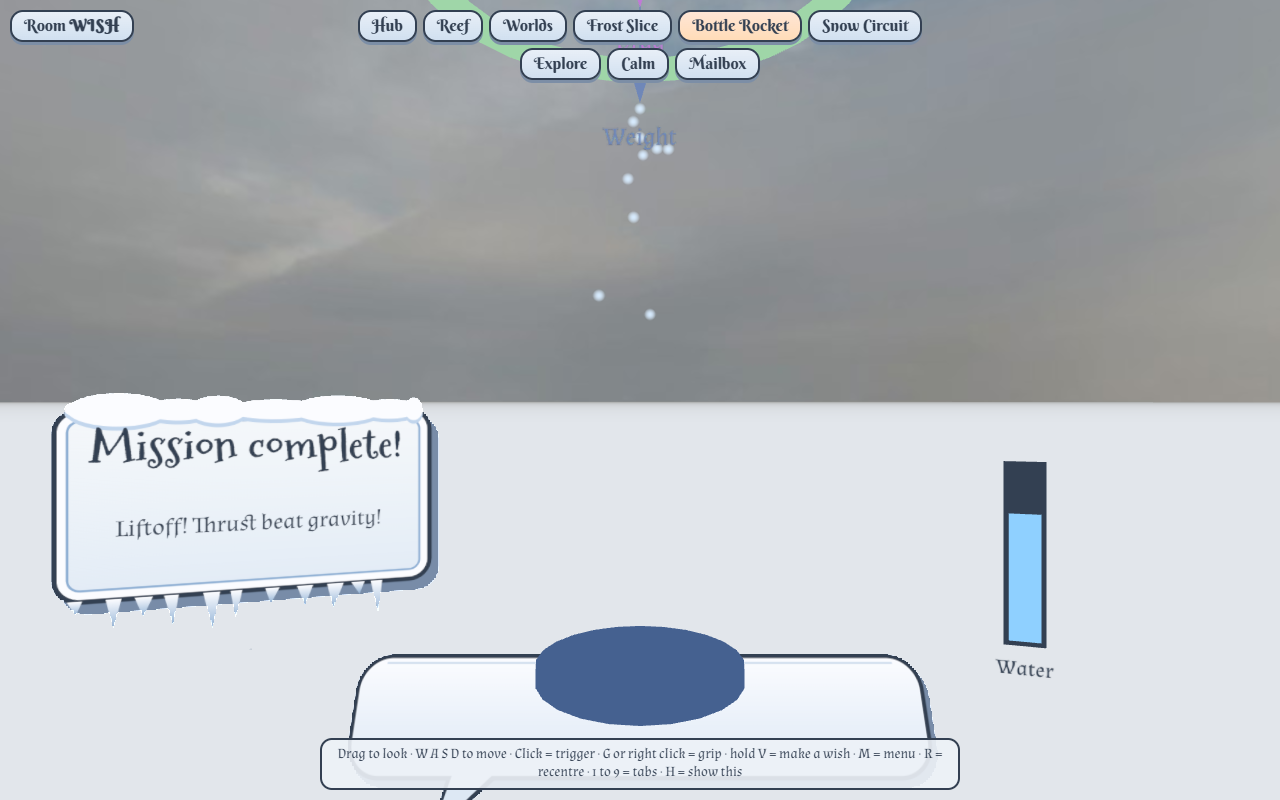 Room WISH
Hub
Reef
Worlds
Frost Slice
Bottle Rocket
Snow Circuit
Explore
Calm
Mailbox
Weight
Mission complete!
Liftoff! Thrust beat gravity!
Water
Drag to look · W A S D to move · Click = trigger · G or right click = grip · hold V = make a wish · M = menu · R =
recentre · 1 to 9 = tabs · H = show this